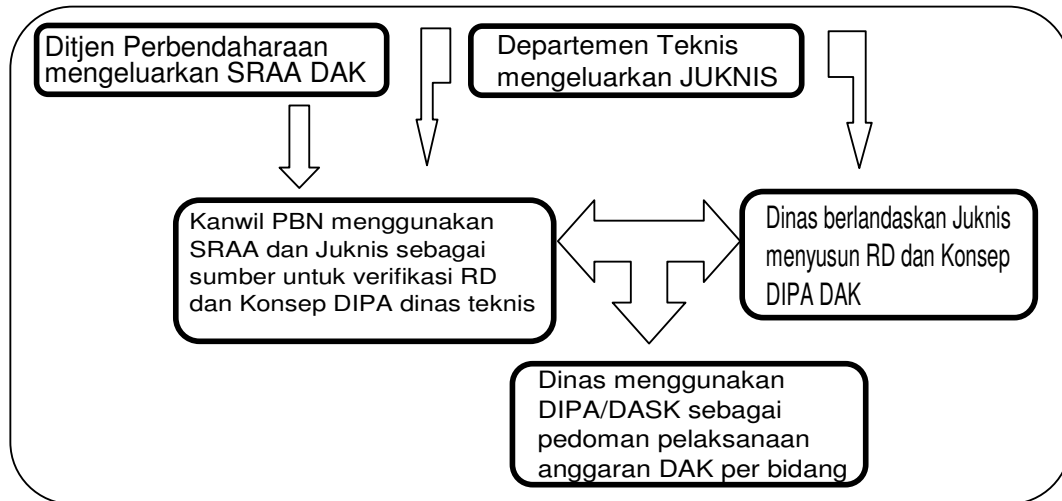 Ditjen Perbendaharaan
mengeluarkan SRAA DAK
Departemen Teknis
mengeluarkan JUKNIS
Kanwil PBN menggunakan
SRAA dan Juknis sebagai
sumber untuk verifikasi RD
dan Konsep DIPA dinas teknis
Dinas berlandaskan Juknis
menyusun RD dan Konsep
DIPA DAK
Dinas menggunakan
DIPA/DASK sebagai
pedoman pelaksanaan
anggaran DAK per bidang